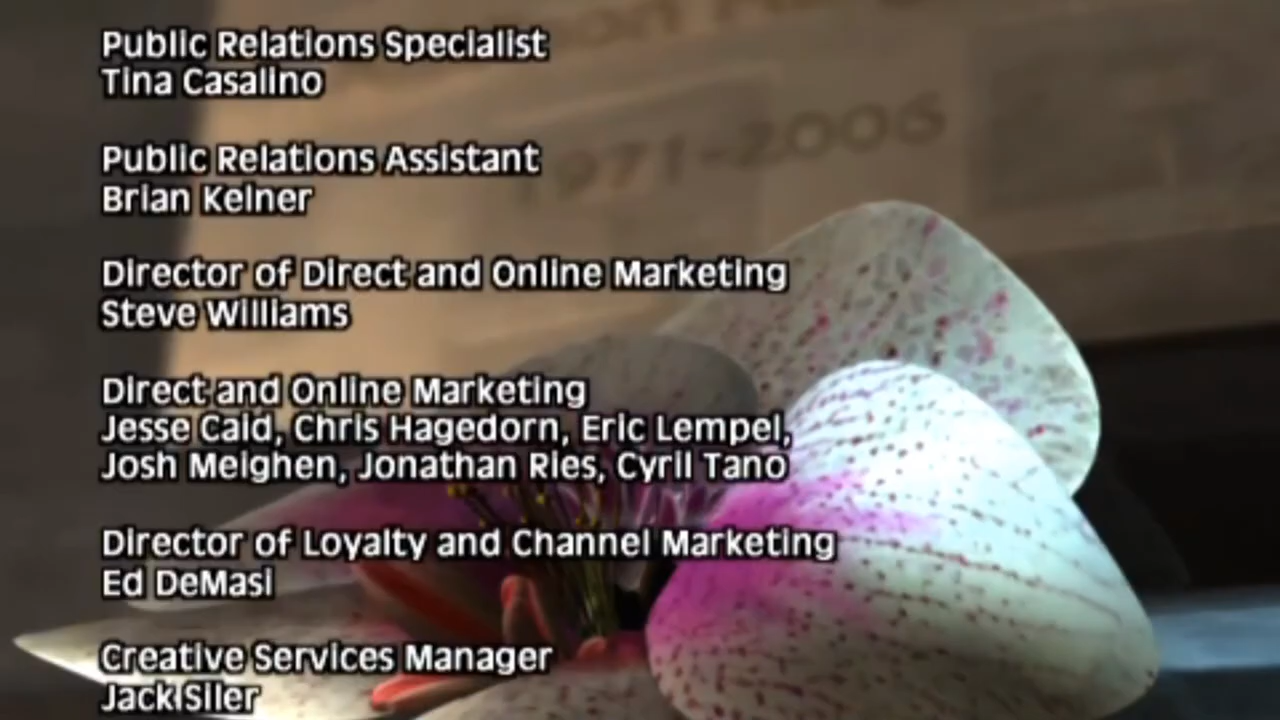 Public Relations Specialist
Tina Casalino
Public Relations Assistant
Brian Keiner
Director of Direct and Online Marketing
Steve Williams
Direct and Online Marketing
Jesse Caid, Chris Hagedorn, Eric Lempel,
Josh Meighen, Jonathan Ries, Cyril Tano
Director of Loyalty and Channel Marketing
Ed DeMasi
Creative Services Manager
Jack Siler
1971-2006